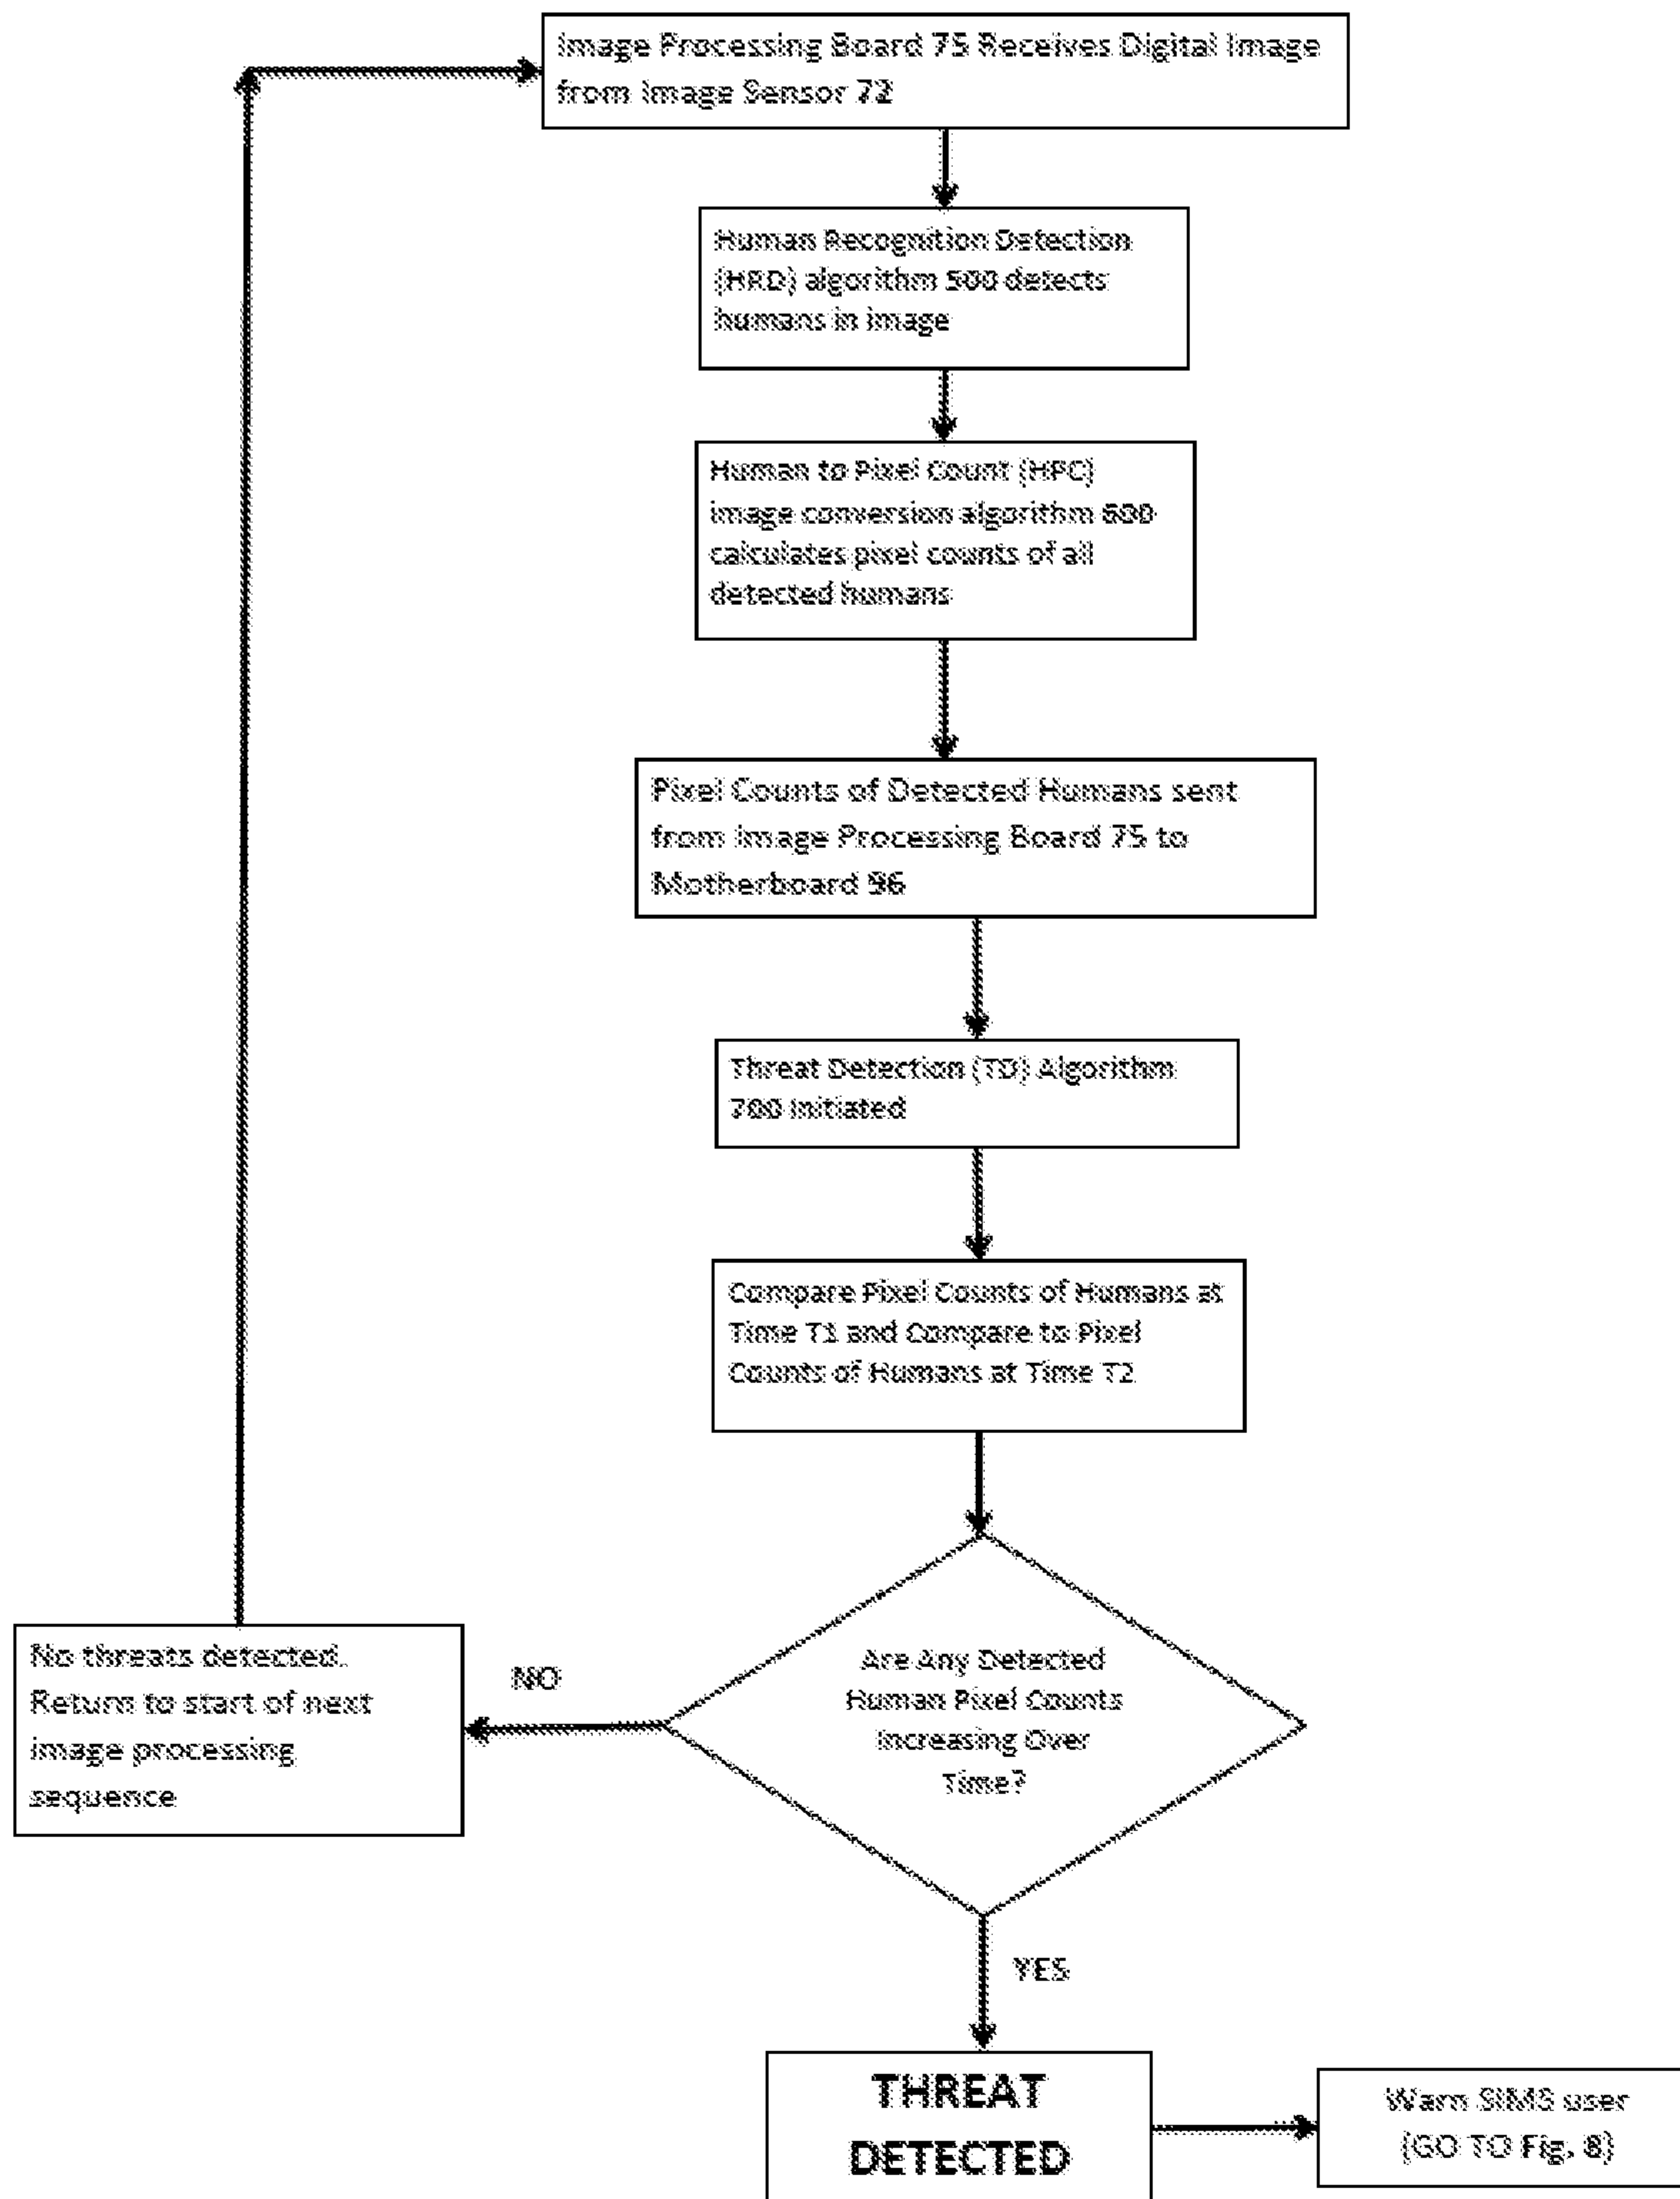 Image Processing Board 75 Receives Digital Image
from Image Sensor 72
Human Recognition Detection
(HRD) algorithm 500 detects
humans in image
Human to Pixel Count (HPC)
image conversion algorithm 600
calculates pixel counts of all
detected humans
Pixel Counts of Detected Humans sent
from Image Processing Board 75 to
Motherboard 96
Threat Detection (TD) Algorithm
700 Initiated
Compare Pixel Counts of Humans at
Time T1 and Compare to Pixel
Counts of Humans at Time T2
Are Any Detected
Human Pixel Counts
Increasing Over
Time?
NO
No threats detected.
Return to start of next
image processing
sequence
YES
THREAT
DETECTED
Warn SIMS user
(GO TO Fig. 8)